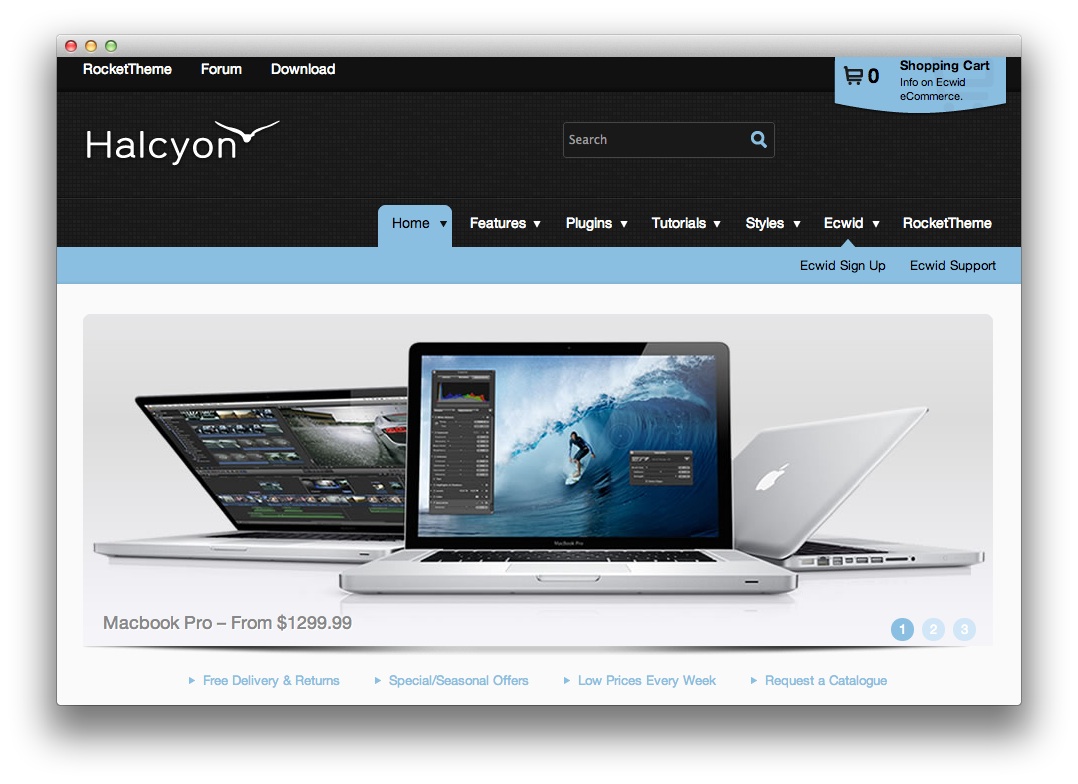 RocketTheme Forum Download
0
Shopping Cart
Info on Ecwid
eCommerce.
Halcyon
Search
Home Features Plugins Tutorials Styles Ecwid RocketTheme
Ecwid Sign Up Ecwid Support
MacBook Pro
Macbook Pro – From $1299.99
1 2 3
Free Delivery & Returns Special/Seasonal Offers Low Prices Every Week Request a Catalogue